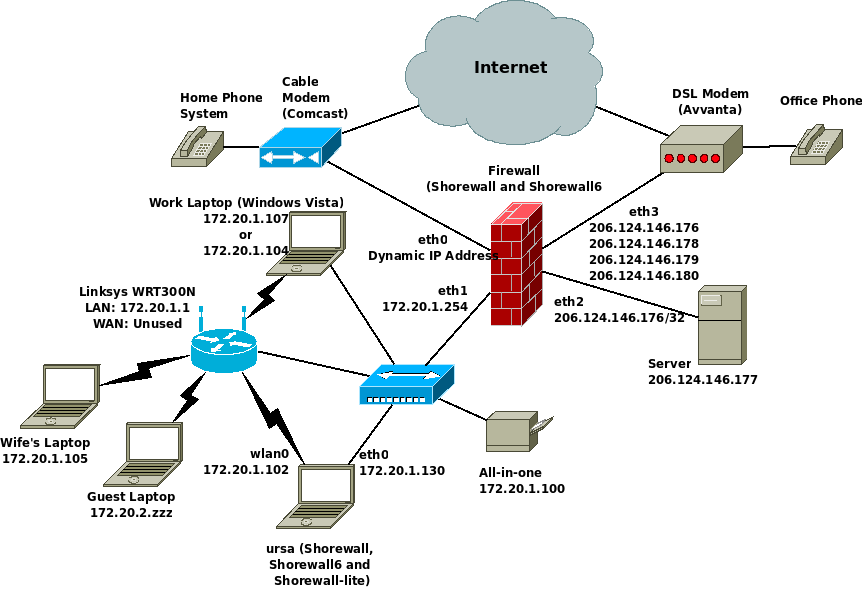 Internet
Cable
Modem
(Comcast)
Home Phone
System
DSL Modem
(Avvanta)
Office Phone
Firewall
(Shorewall and Shorewall6
Work Laptop (Windows Vista)
172.20.1.107
or
172.20.1.104
eth0
Dynamic IP Address
eth3
206.124.146.176
206.124.146.178
206.124.146.179
206.124.146.180
eth1
172.20.1.254
eth2
206.124.146.176/32
Linksys WRT300N
LAN: 172.20.1.1
WAN: Unused
Server
206.124.146.177
Wife's Laptop
172.20.1.105
Guest Laptop
172.20.2.zzz
wlan0
172.20.1.102
eth0
172.20.1.130
All-in-one
172.20.1.100
ursa (Shorewall,
Shorewall6 and
Shorewall-lite)